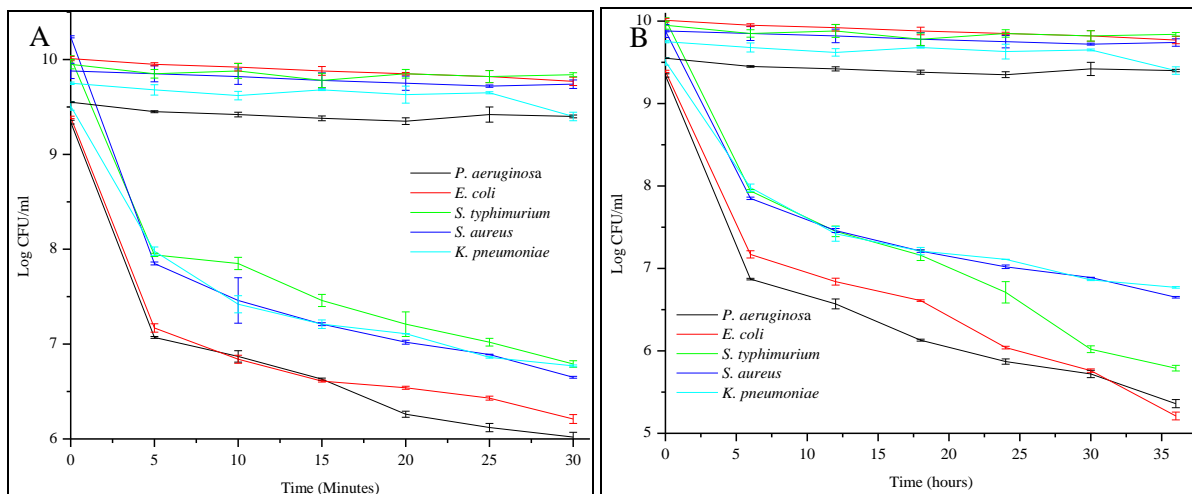 A
10
9
8
7
6
Log CFU/ml
P. aeruginosa
E. coli
S. typhimurium
S. aureus
K. pneumoniae
0 5 10 15 20 25 30
Time (Minutes)
B
10
9
8
7
6
5
Log CFU/ml
P. aeruginosa
E. coli
S. typhimurium
S. aureus
K. pneumoniae
0 5 10 15 20 25 30 35
Time (hours)